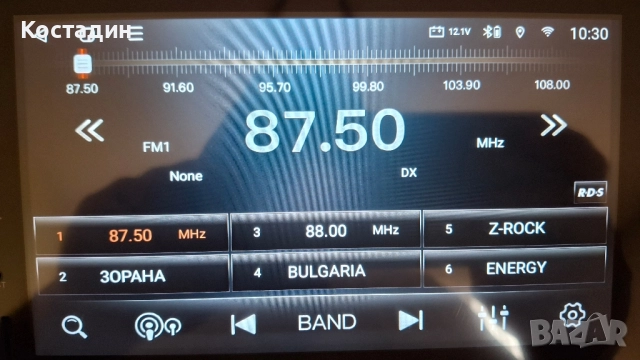 Костадин
12.1V
10:30
87.50 91.60 95.70 99.80 103.90 108.00
FM1 87.50 MHz
None DX
R·D·S
1 87.50 MHz 3 88.00 MHz 5 Z-ROCK
2 ЗОРАНА 4 BULGARIA 6 ENERGY
BAND
BAZAR